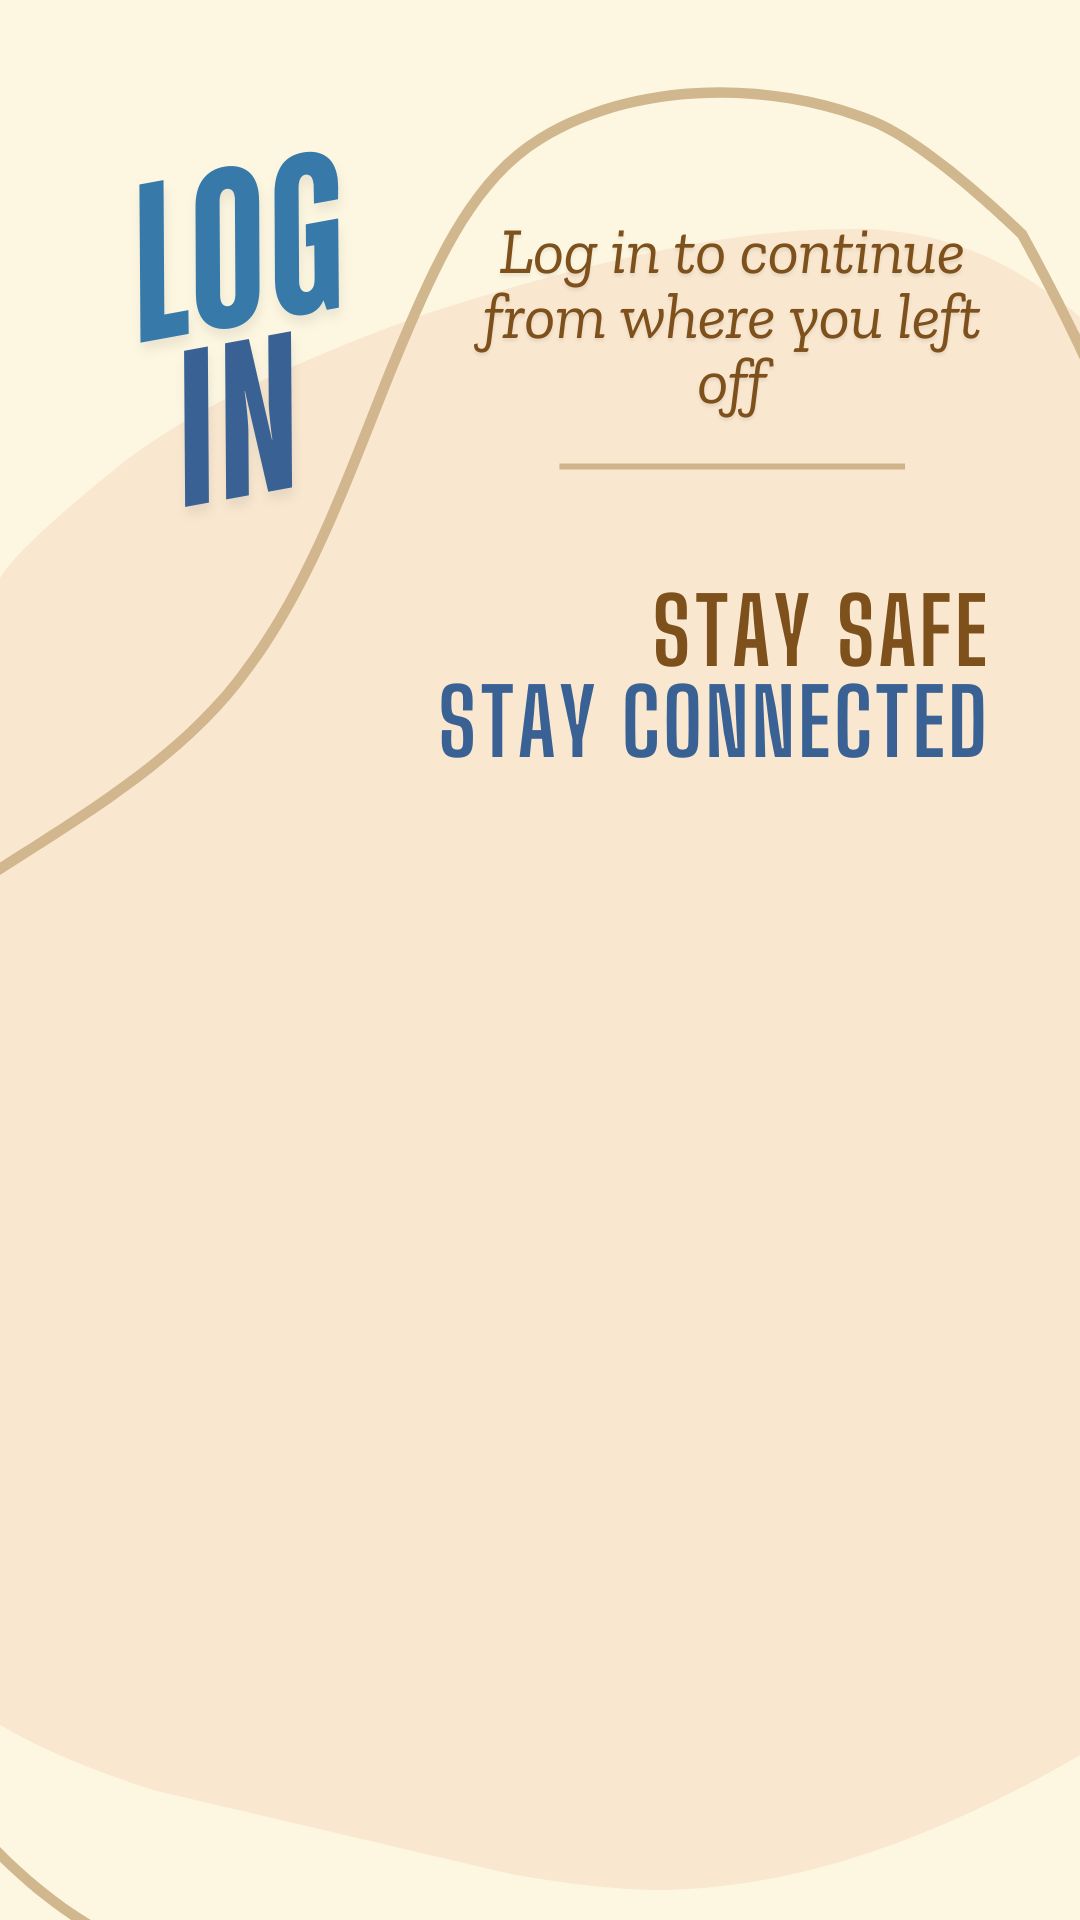 LOG
IN
Log in to continue
from where you left
off
STAY SAFE
STAY CONNECTED